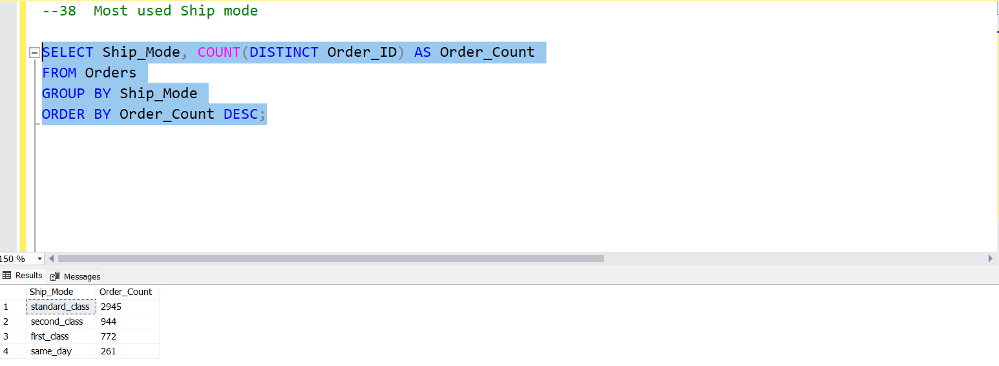 --38  Most used Ship mode
SELECT Ship_Mode, COUNT(DISTINCT Order_ID) AS Order_Count
FROM Orders
GROUP BY Ship_Mode
ORDER BY Order_Count DESC;
150 %
Results Messages
Ship_Mode Order_Count
1 standard_class 2945
2 second_class 944
3 first_class 772
4 same_day 261